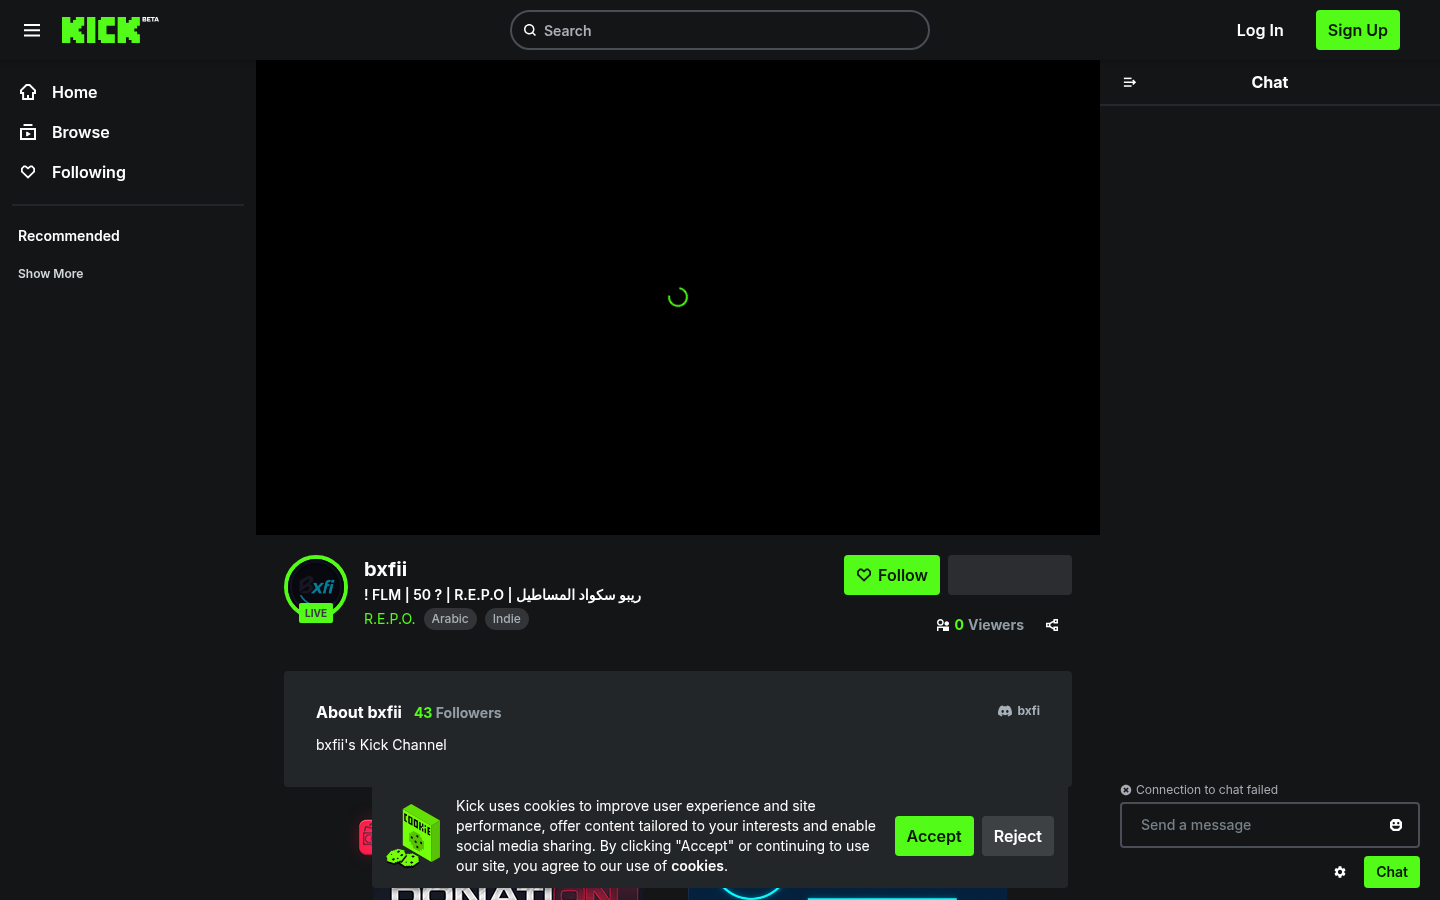 KICK BETA
Search
Log In
Sign Up
Home
Browse
Following
Recommended
Show More
Chat
bxfii
Bxfi
LIVE
! FLM | 50 ? | R.E.P.O | ريبو سكواد المساطيل
R.E.P.O.
Arabic
Indie
Follow
0 Viewers
About bxfii
43 Followers
bxfi
bxfii's Kick Channel
COOKiE
Kick uses cookies to improve user experience and site
performance, offer content tailored to your interests and enable
social media sharing. By clicking "Accept" or continuing to use
our site, you agree to our use of cookies.
Accept
Reject
DONATION
Connection to chat failed
Send a message
Chat